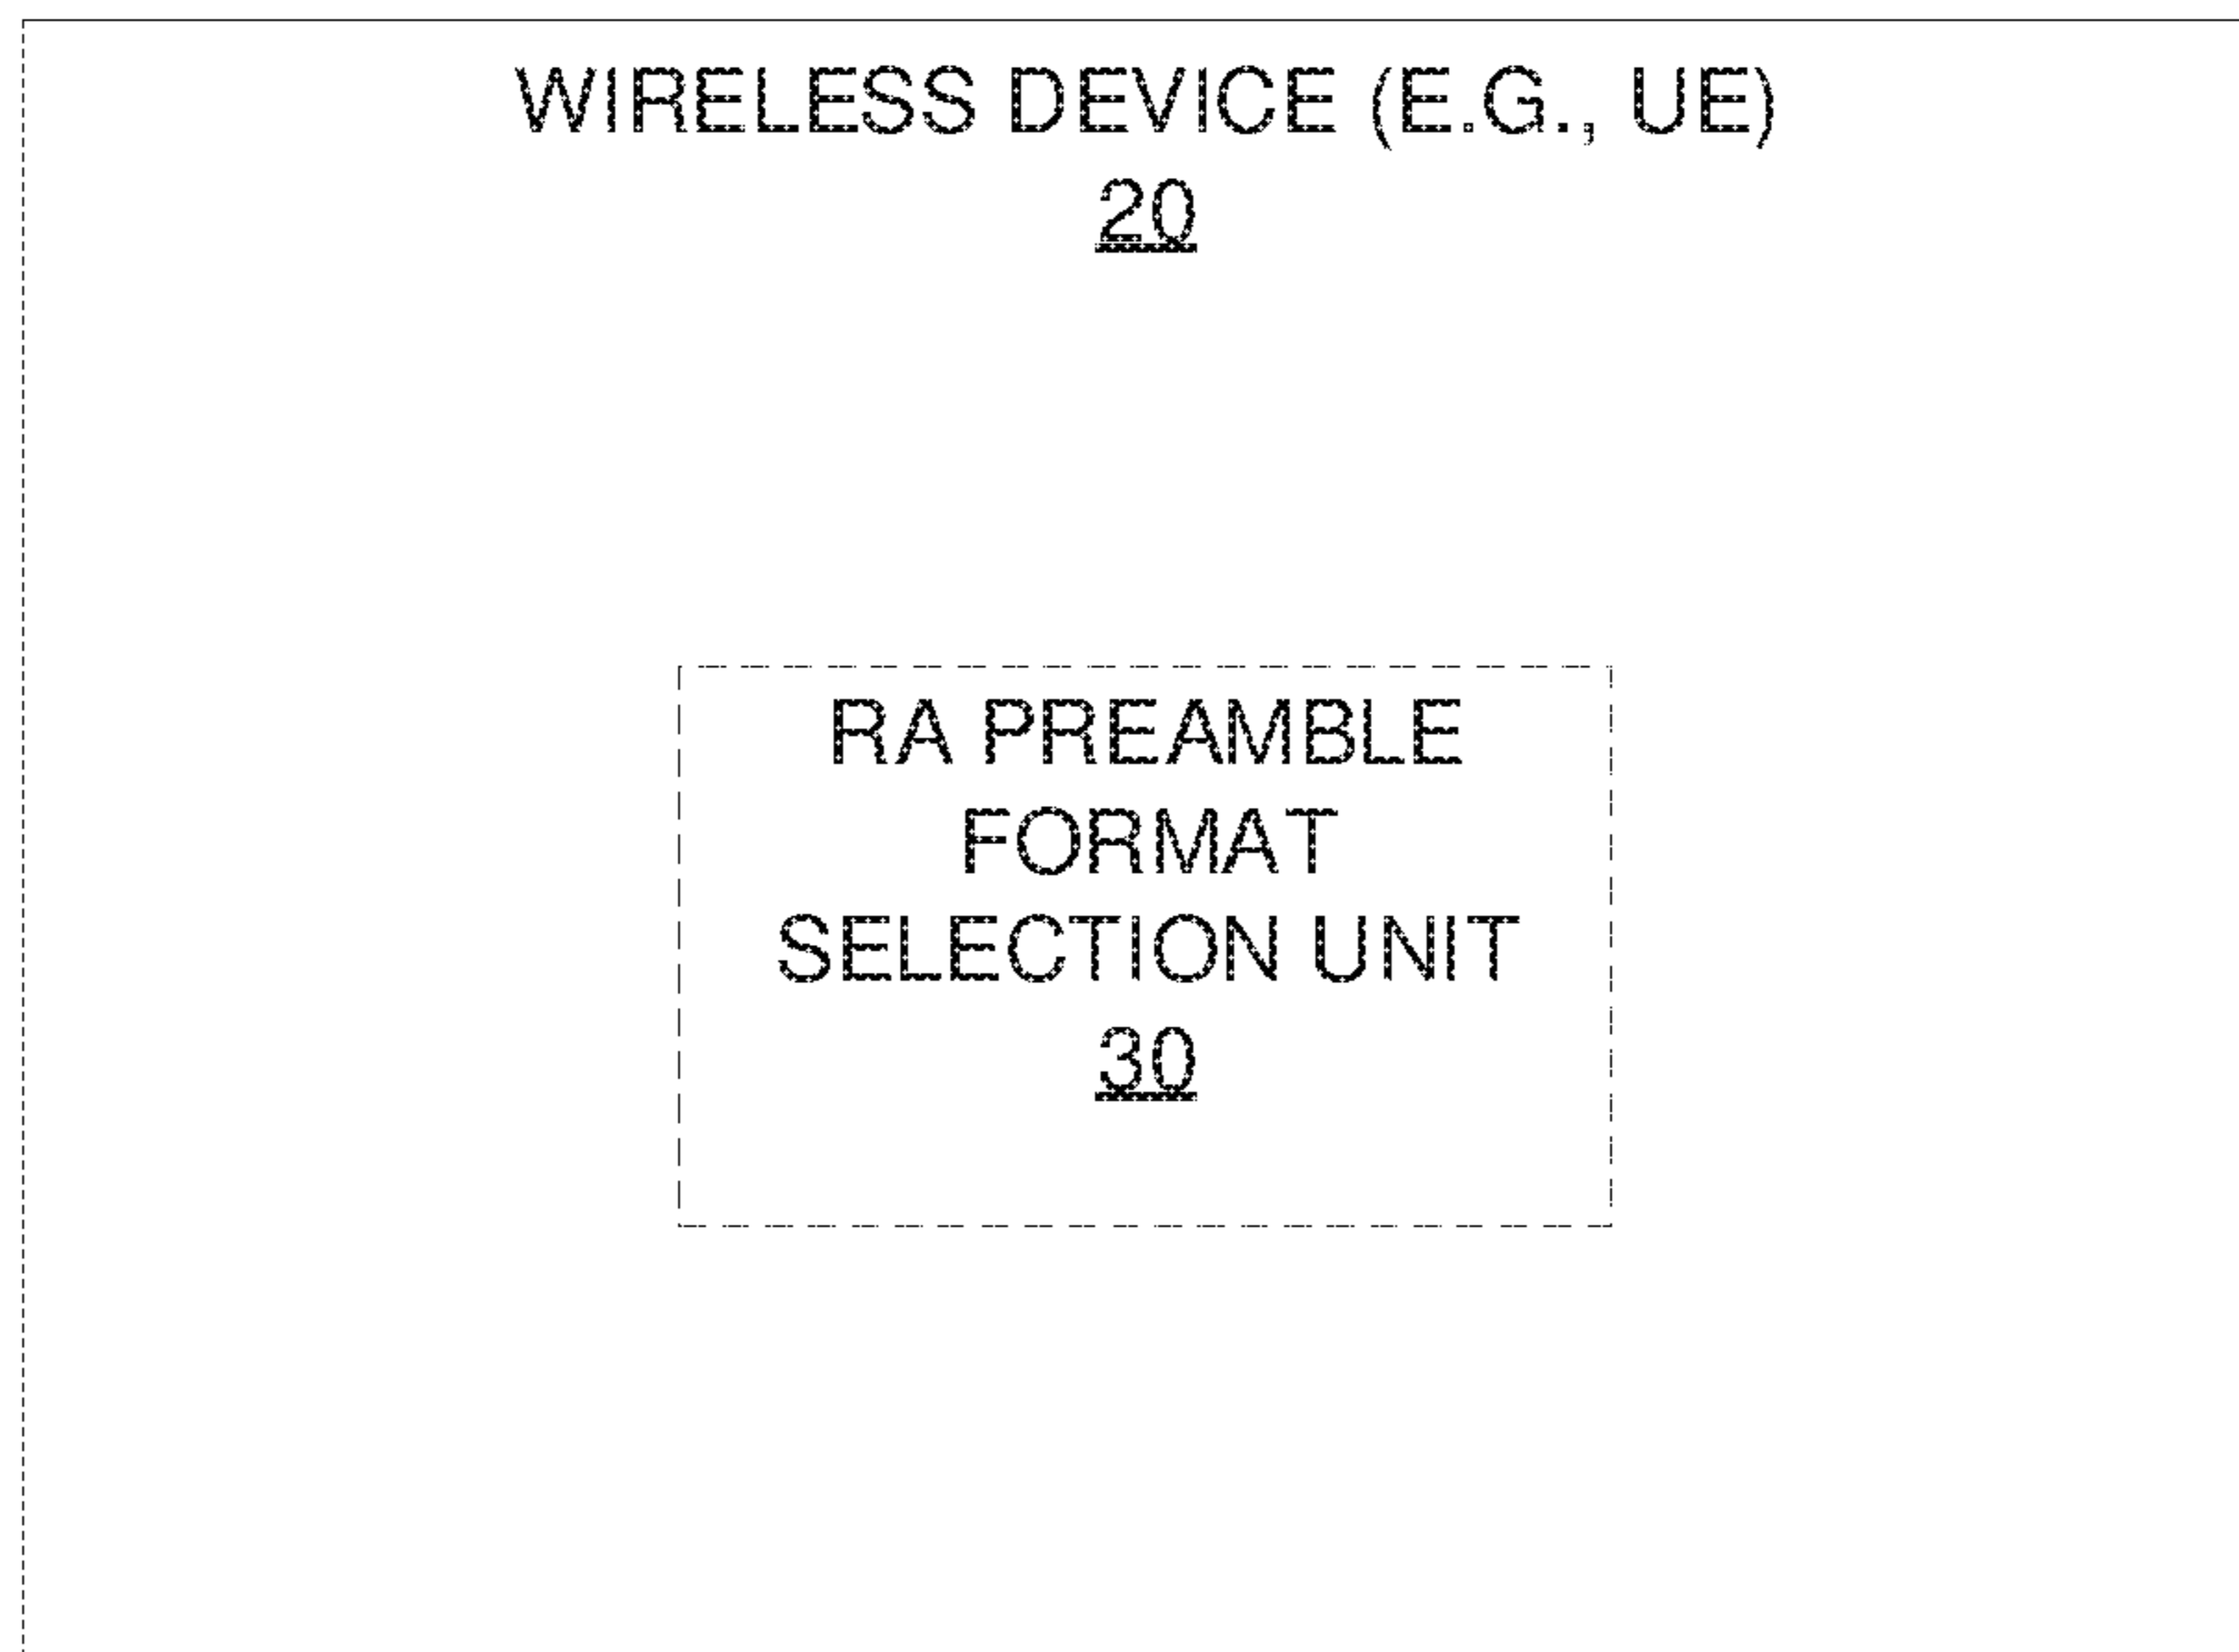 WIRELESS DEVICE (E.G., UE)
20
RA PREAMBLE
FORMAT
SELECTION UNIT
30